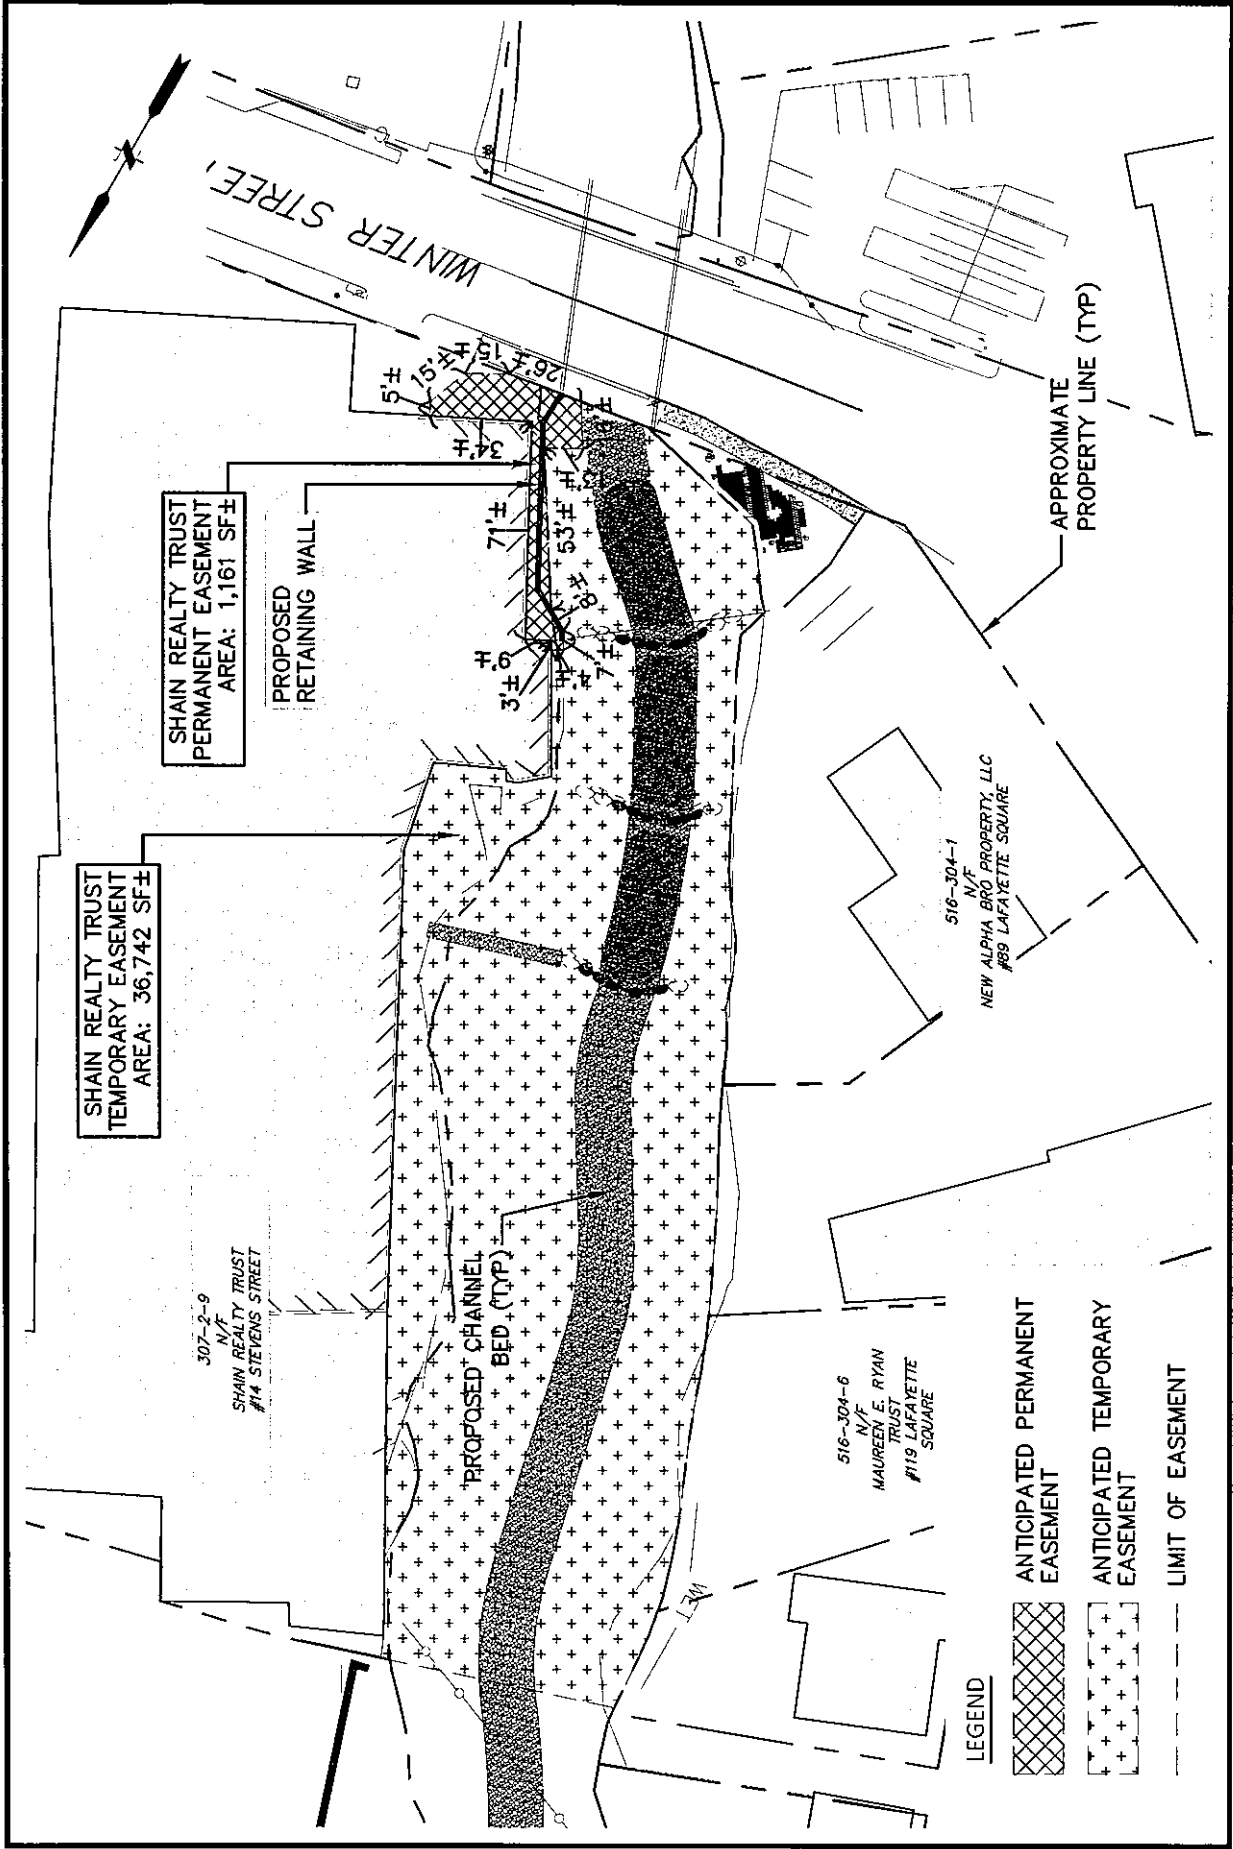 SHAIN REALTY TRUST
TEMPORARY EASEMENT
AREA: 36,742 SF±
SHAIN REALTY TRUST
PERMANENT EASEMENT
AREA: 1,161 SF±
PROPOSED
RETAINING WALL
WINTER
307-2-9
N/F
SHAIN REALTY TRUST
#14 STEVENS STREET
5'±
15'±
15'±
26'±
34'±
71'±
53'±
13'±
8'±
9'±
3'±
4'±
PROPOSED CHANNEL
BED (TYP)
APPROXIMATE
PROPERTY LINE (TYP)
516-304-1
N/F
NEW ALPHA BRO PROPERTY, LLC
#89 LAFAYETTE SQUARE
516-304-6
N/F
MAUREEN E. RYAN
TRUST
#119 LAFAYETTE
SQUARE
LEGEND
ANTICIPATED PERMANENT
EASEMENT
ANTICIPATED TEMPORARY
EASEMENT
LIMIT OF EASEMENT